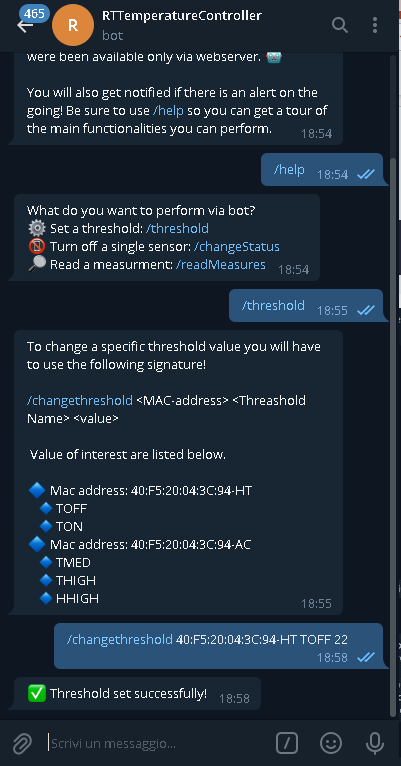 465
R
RTTemperatureController
bot
were been available only via webserver. 🤖
You will also get notified if there is an alert on the
going! Be sure to use /help so you can get a tour of
the main functionalities you can perform. 18:54
/help 18:54
What do you want to perform via bot?
⚙️ Set a threshold: /threshold
📵 Turn off a single sensor: /changeStatus
🔎 Read a measurment: /readMeasures 18:54
/threshold 18:55
To change a specific threshold value you will have
to use the following signature!
/changethreshold <MAC-address> <Threashold
Name> <value>
Value of interest are listed below.
🔷 Mac address: 40:F5:20:04:3C:94-HT
🔹 TOFF
🔹 TON
🔷 Mac address: 40:F5:20:04:3C:94-AC
🔹 TMED
🔹 THIGH
🔹 HHIGH
18:55
/changethreshold 40:F5:20:04:3C:94-HT TOFF 22
18:58
✅ Threshold set successfully! 18:58
Scrivi un messaggio...